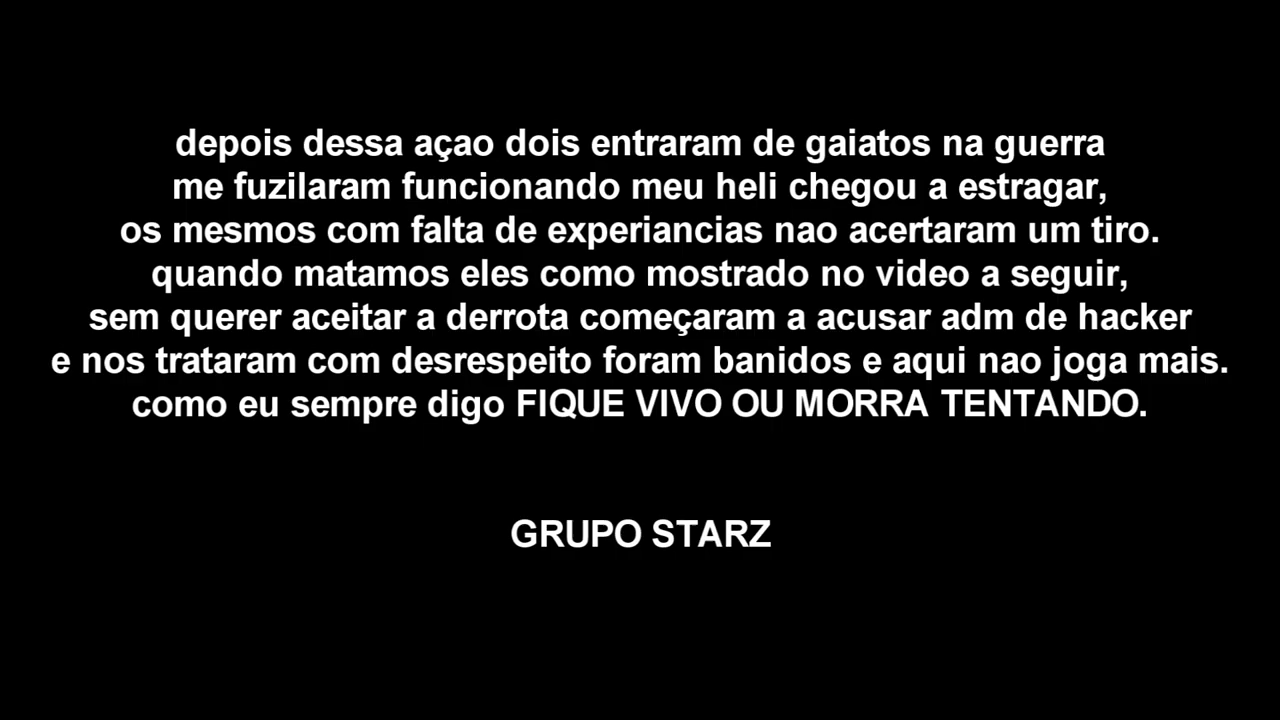 depois dessa açao dois entraram de gaiatos na guerra
me fuzilaram funcionando meu heli chegou a estragar,
os mesmos com falta de experiancias nao acertaram um tiro.
quando matamos eles como mostrado no video a seguir,
sem querer aceitar a derrota começaram a acusar adm de hacker
e nos trataram com desrespeito foram banidos e aqui nao joga mais.
como eu sempre digo FIQUE VIVO OU MORRA TENTANDO.
GRUPO STARZ